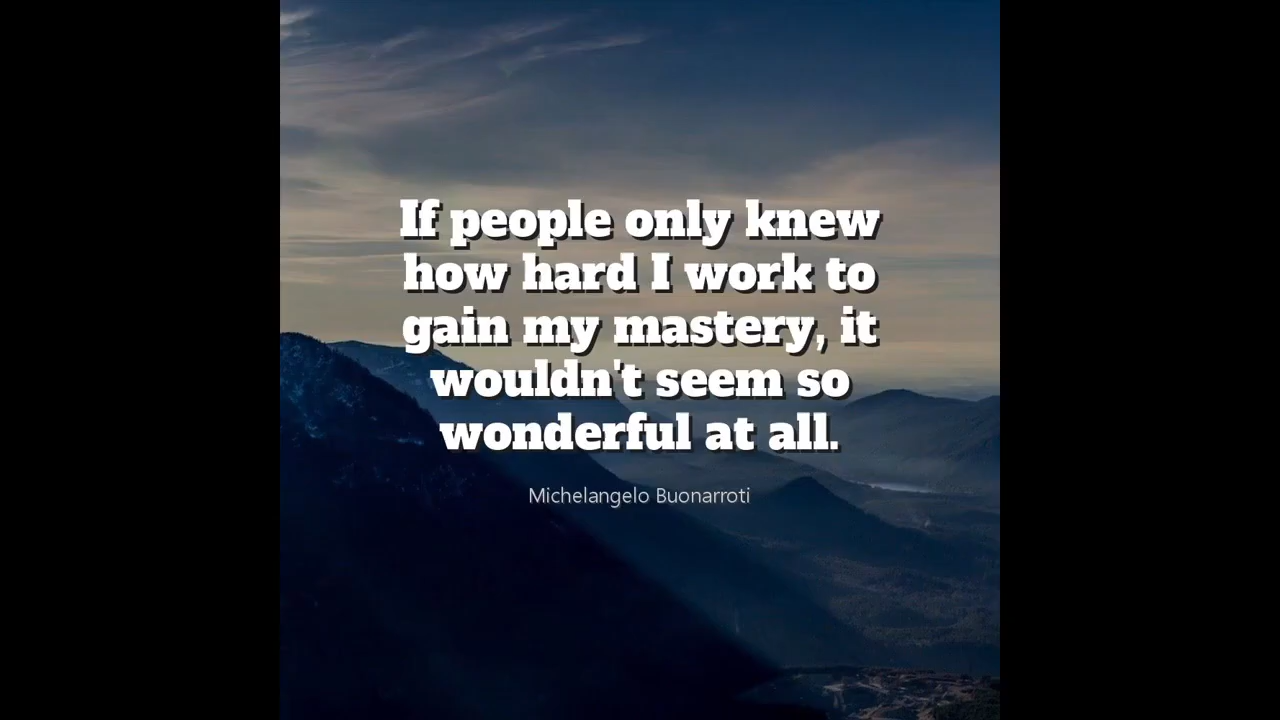 If people only knew
how hard I work to
gain my mastery, it
wouldn't seem so
wonderful at all.
Michelangelo Buonarroti